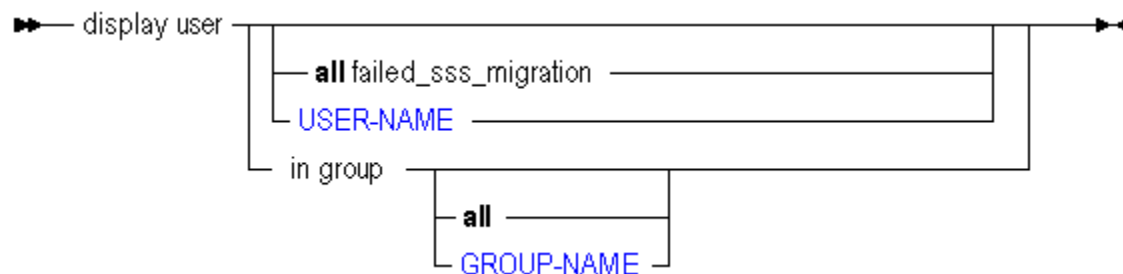 display user
all failed_sss_migration
USER-NAME
in group
all
GROUP-NAME